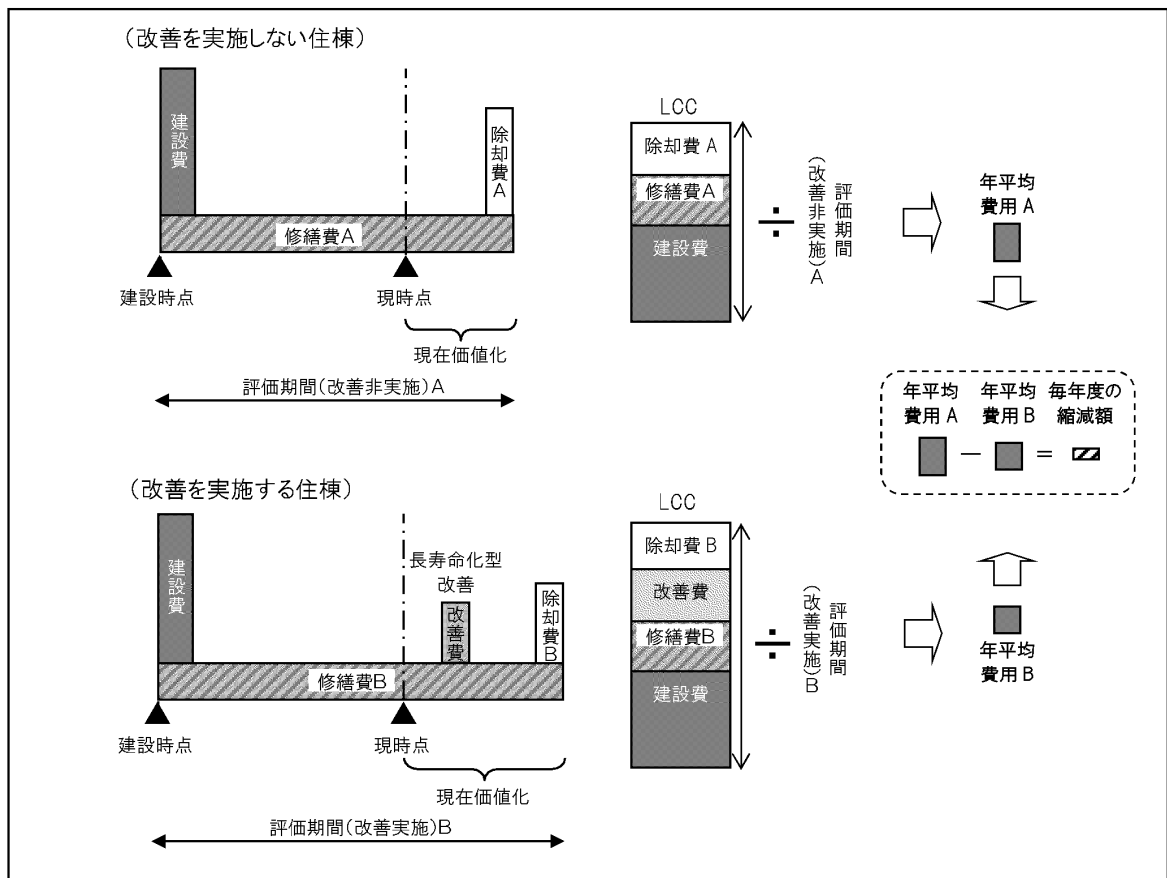 （改善を実施しない住棟）
建設費
除却費A
修繕費A
建設時点
現時点
現在価値化
評価期間(改善非実施)A
LCC
除却費 A
修繕費A
建設費
÷
評価期間
(改善非実施)A
年平均
費用 A
年平均
費用 A
年平均
費用 B
毎年度の
縮減額
－
＝
（改善を実施する住棟）
建設費
長寿命化型
改善
改善費
除却費B
修繕費B
建設時点
現時点
現在価値化
評価期間(改善実施)B
LCC
除却費 B
改善費
修繕費B
建設費
÷
評価期間
(改善実施)B
年平均
費用 B